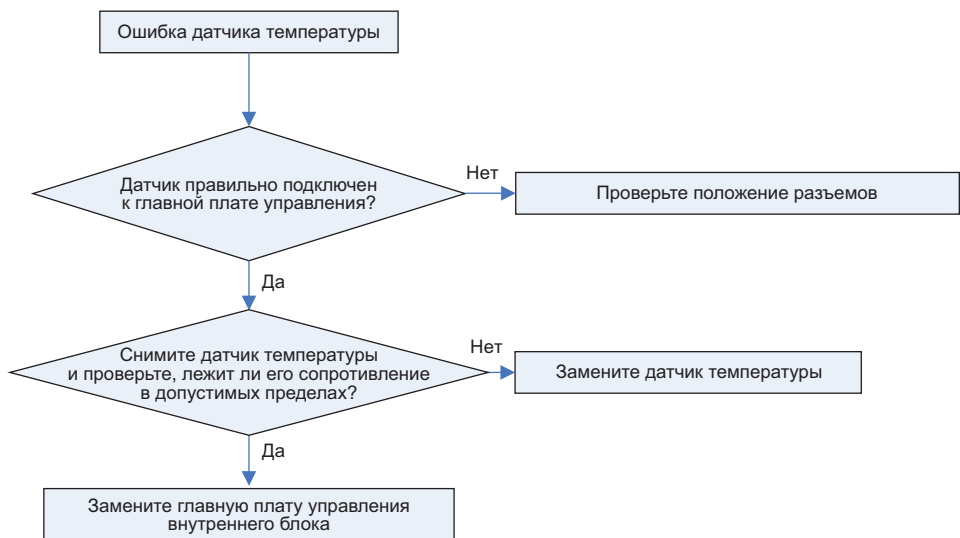 Ошибка датчика температуры
Датчик правильно подключен
к главной плате управления?
Нет
Проверьте положение разъемов
Да
Снимите датчик температуры
и проверьте, лежит ли его сопротивление
в допустимых пределах?
Нет
Замените датчик температуры
Да
Замените главную плату управления
внутреннего блока